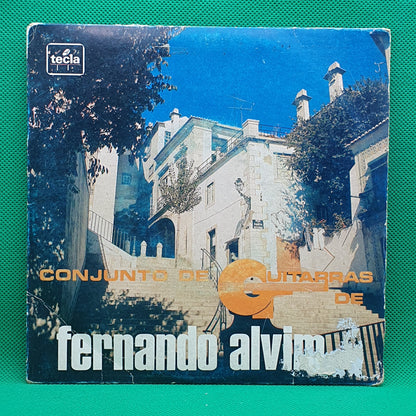 tecla
CONJUNTO DE GUITARRAS
DE
fernando alvim